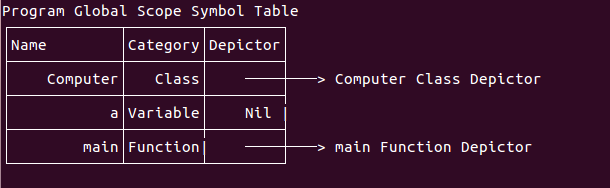 Program Global Scope Symbol Table
Name Category Depictor
Computer Class ───────> Computer Class Depictor
a Variable Nil
main Function ───────> main Function Depictor